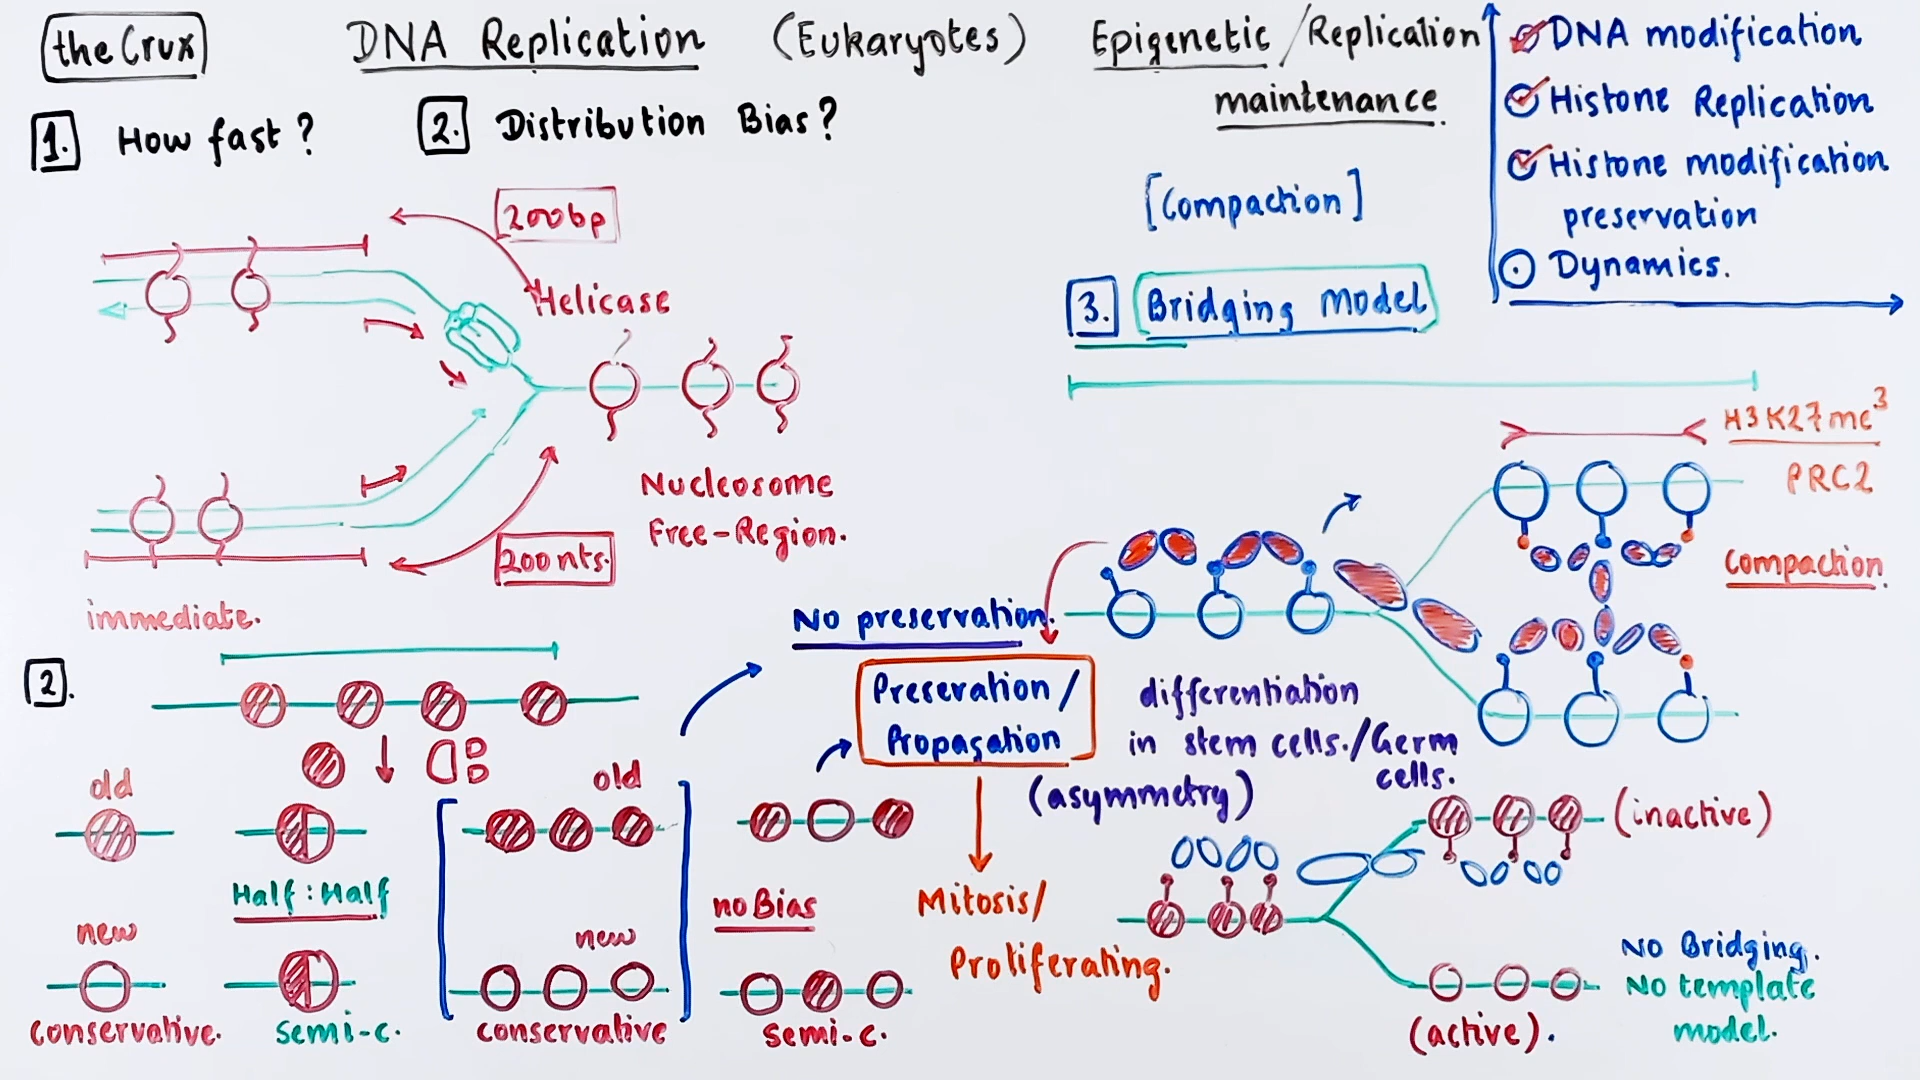 the Crux
DNA Replication (Eukaryotes)
Epigenetic / Replication
maintenance.
DNA modification
Histone Replication
Histone modification
preservation
Dynamics.
1. How fast?
2. Distribution Bias?
[Compaction]
200bp
Helicase
Nucleosome
Free-Region.
200nts.
immediate.
3. Bridging Model
H3K27me3
PRC2
Compaction.
2.
old
Half : Half
new
conservative.
semi-c.
old
new
conservative
no Bias
semi-c.
No preservation.
Preseration /
Propagation
Mitosis/
Proliferating.
differentiation
in stem cells./Germ
cells.
(asymmetry)
(inactive)
(active).
No Bridging.
No template
model.